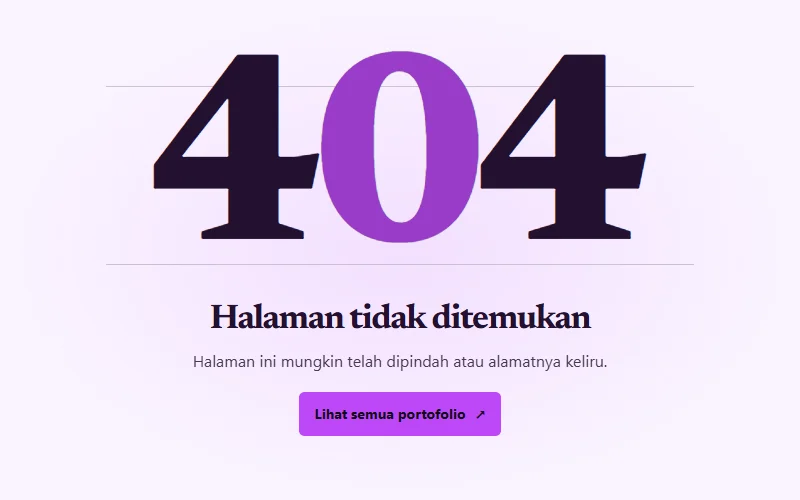 404
Halaman tidak ditemukan
Halaman ini mungkin telah dipindah atau alamatnya keliru.
Lihat semua portofolio ↗